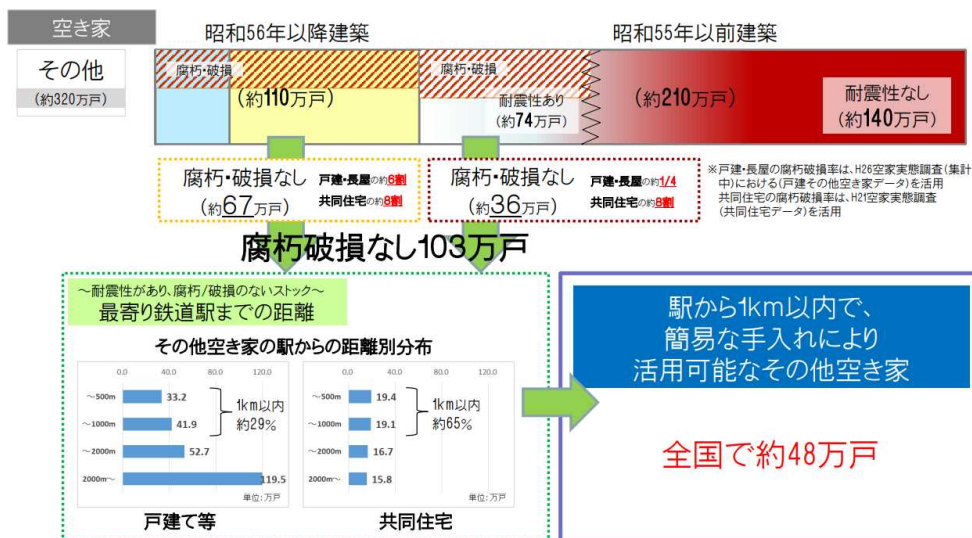 空き家
昭和56年以降建築
昭和55年以前建築
その他
(約320万戸)
腐朽・破損
(約110万戸)
腐朽・破損
耐震性あり
(約74万戸)
(約210万戸)
耐震性なし
(約140万戸)
腐朽・破損なし
(約67万戸)
戸建・長屋の約6割
共同住宅の約8割
腐朽・破損なし
(約36万戸)
戸建・長屋の約1/4
共同住宅の約8割
※戸建・長屋の腐朽破損率は、H26空家実態調査(集計
中)における(戸建その他空き家データ)を活用
共同住宅の腐朽破損率は、H21空家実態調査
(共同住宅データ)を活用
腐朽破損なし103万戸
～耐震性があり、腐朽/破損のないストック～
最寄り鉄道駅までの距離
その他空き家の駅からの距離別分布
0.0 40.0 80.0 120.0
～500m 33.2
～1000m 41.9
～2000m 52.7
2000m～ 119.5
1km以内
約29%
単位:万戸
戸建て等
0.0 40.0 80.0 120.0
～500m 19.4
～1000m 19.1
～2000m 16.7
2000m～ 15.8
1km以内
約65%
単位:万戸
共同住宅
駅から1km以内で、
簡易な手入れにより
活用可能なその他空き家
全国で約48万戸